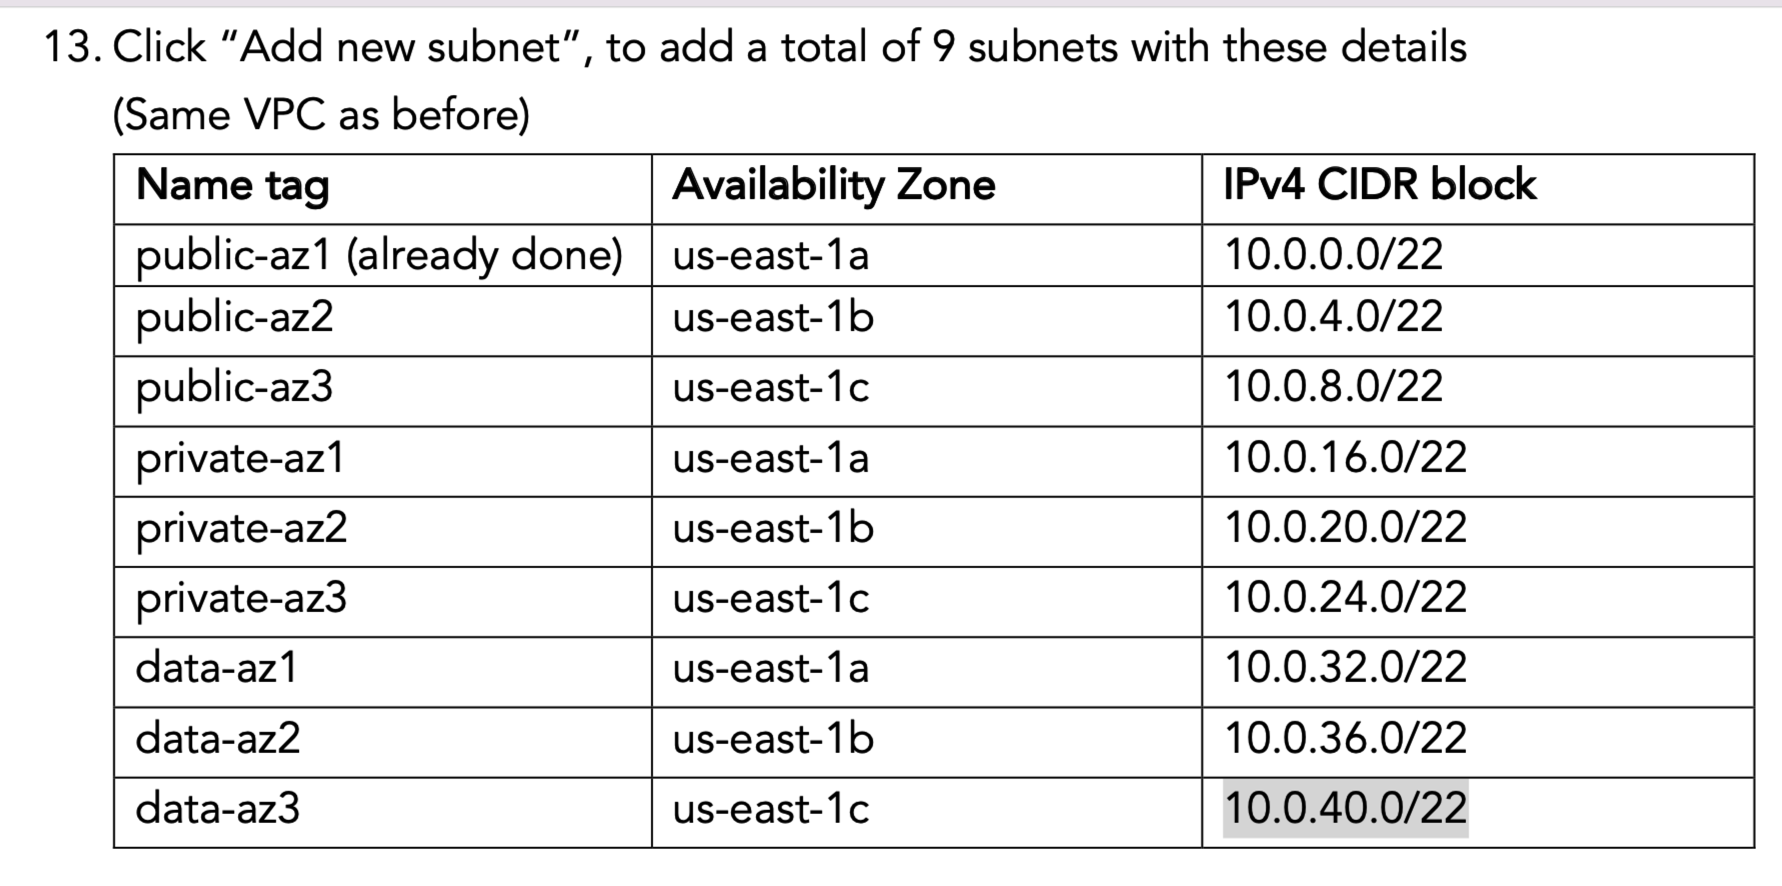 13. Click “Add new subnet”, to add a total of 9 subnets with these details
(Same VPC as before)
Name tag Availability Zone IPv4 CIDR block
public-az1 (already done) us-east-1a 10.0.0.0/22
public-az2 us-east-1b 10.0.4.0/22
public-az3 us-east-1c 10.0.8.0/22
private-az1 us-east-1a 10.0.16.0/22
private-az2 us-east-1b 10.0.20.0/22
private-az3 us-east-1c 10.0.24.0/22
data-az1 us-east-1a 10.0.32.0/22
data-az2 us-east-1b 10.0.36.0/22
data-az3 us-east-1c 10.0.40.0/22